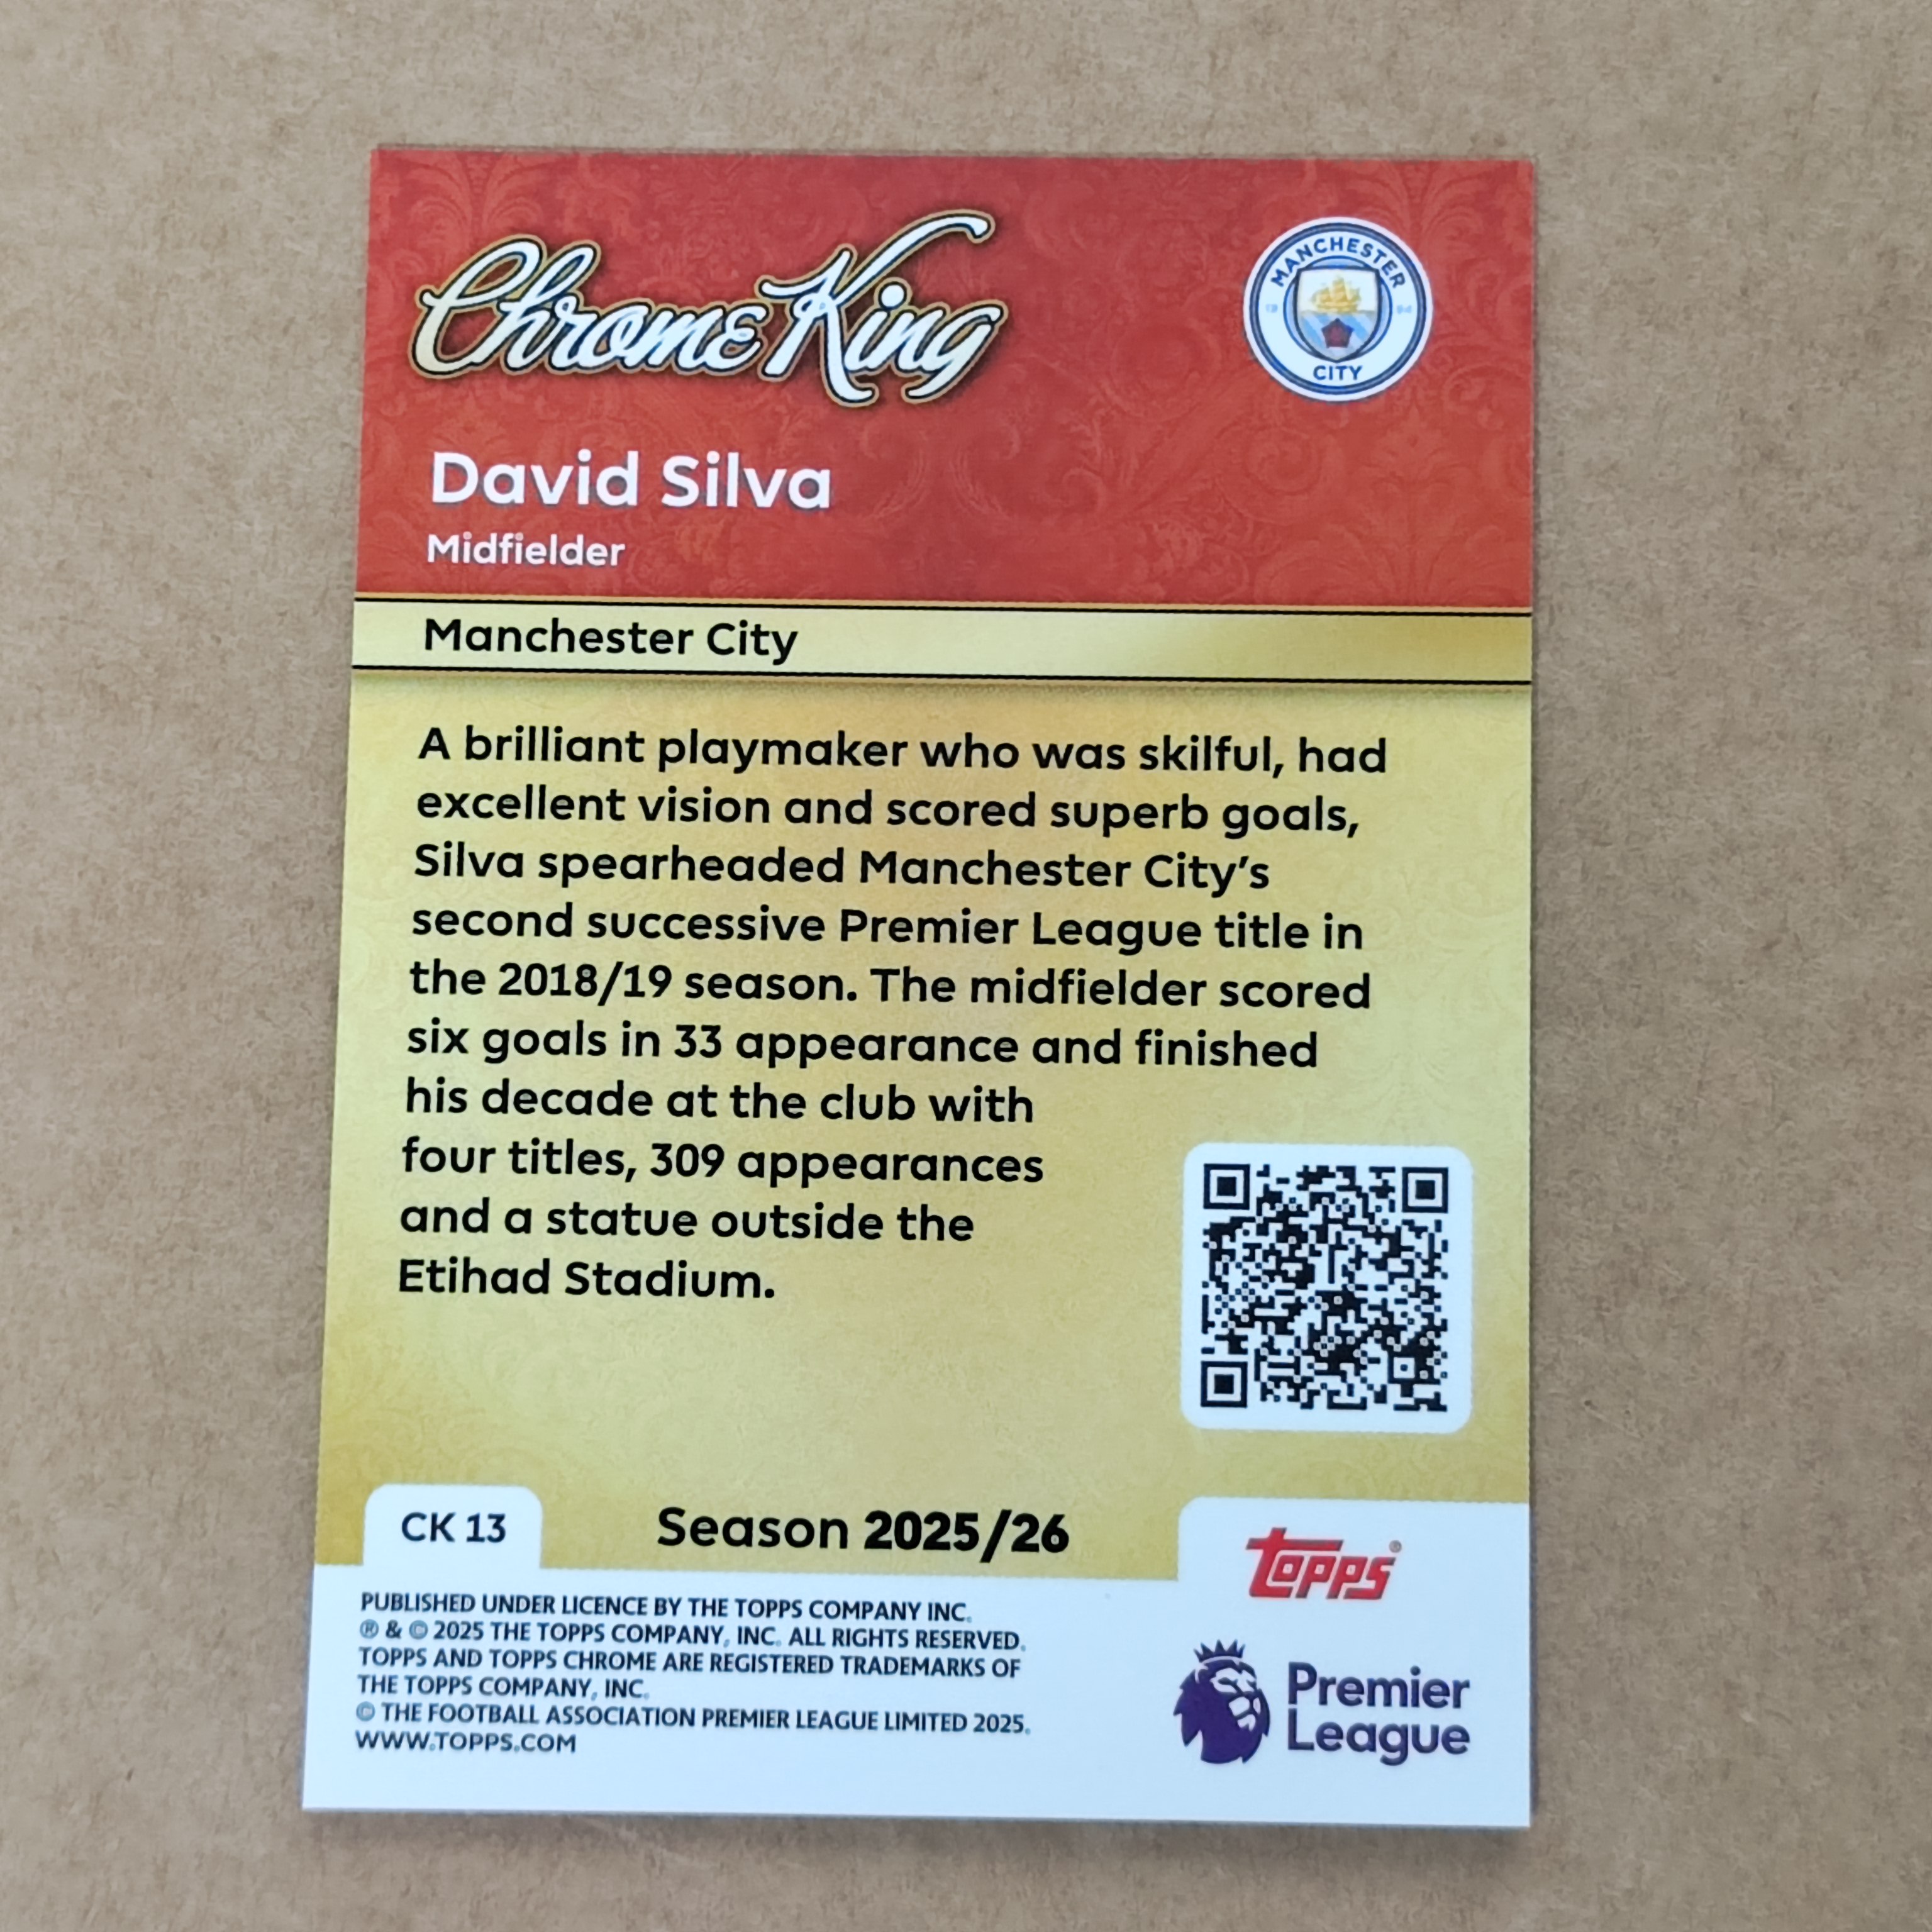 Chrome King
MANCHESTER
19 94
CITY
David Silva
Midfielder
Manchester City
A brilliant playmaker who was skilful, had
excellent vision and scored superb goals,
Silva spearheaded Manchester City's
second successive Premier League title in
the 2018/19 season. The midfielder scored
six goals in 33 appearance and finished
his decade at the club with
four titles, 309 appearances
and a statue outside the
Etihad Stadium.
CK 13
Season 2025/26
topps®
PUBLISHED UNDER LICENCE BY THE TOPPS COMPANY INC.
® & © 2025 THE TOPPS COMPANY, INC. ALL RIGHTS RESERVED.
TOPPS AND TOPPS CHROME ARE REGISTERED TRADEMARKS OF
THE TOPPS COMPANY, INC.
© THE FOOTBALL ASSOCIATION PREMIER LEAGUE LIMITED 2025.
WWW.TOPPS.COM
Premier
League